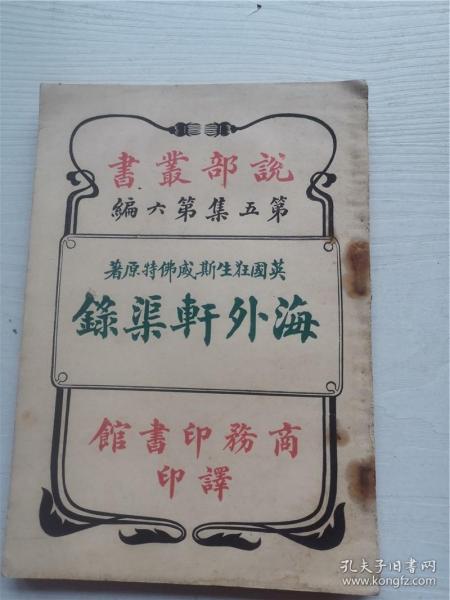 說部叢書
第五集第六編
英國狂生斯威佛特原著
海外軒渠錄
商務印書館
譯印
孔夫子旧书网
www.kongfz.com